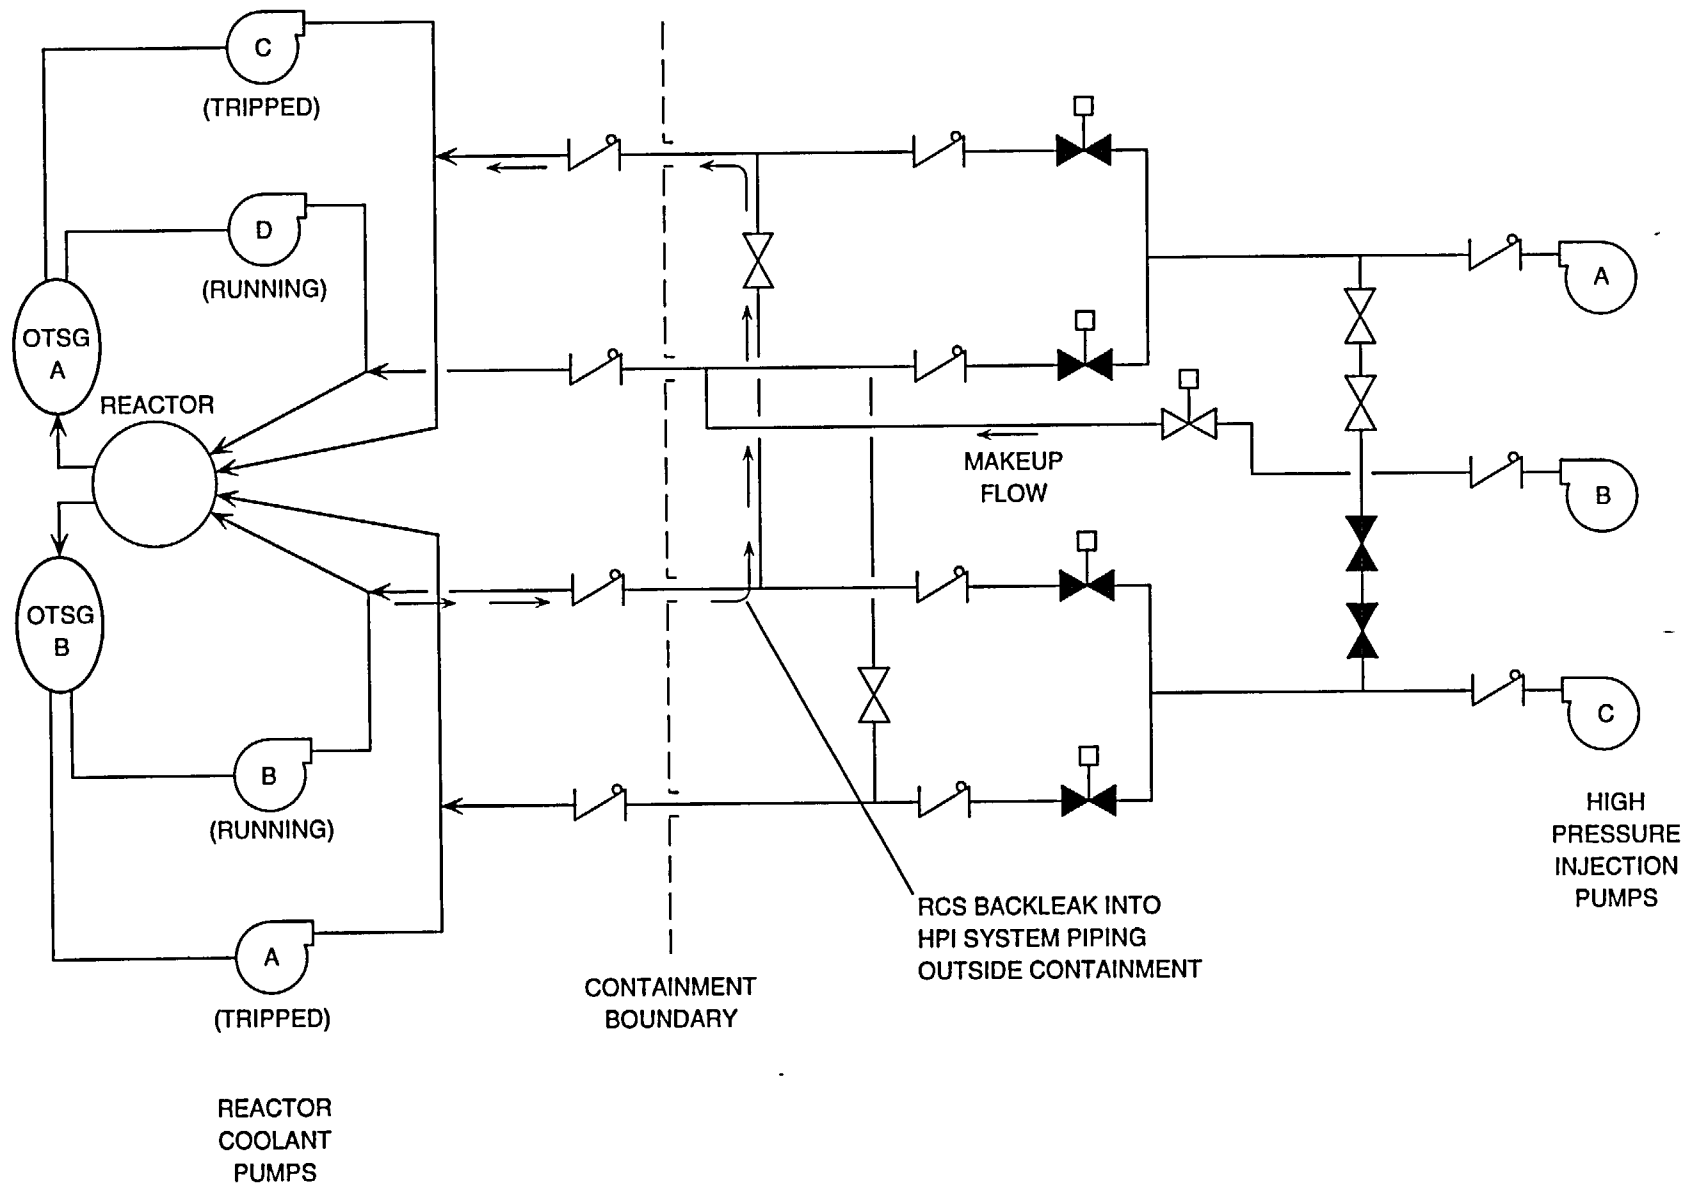 C
(TRIPPED)
D
(RUNNING)
OTSG
A
REACTOR
OTSG
B
B
(RUNNING)
A
(TRIPPED)
REACTOR
COOLANT
PUMPS
CONTAINMENT
BOUNDARY
MAKEUP
FLOW
RCS BACKLEAK INTO
HPI SYSTEM PIPING
OUTSIDE CONTAINMENT
A
B
C
HIGH
PRESSURE
INJECTION
PUMPS